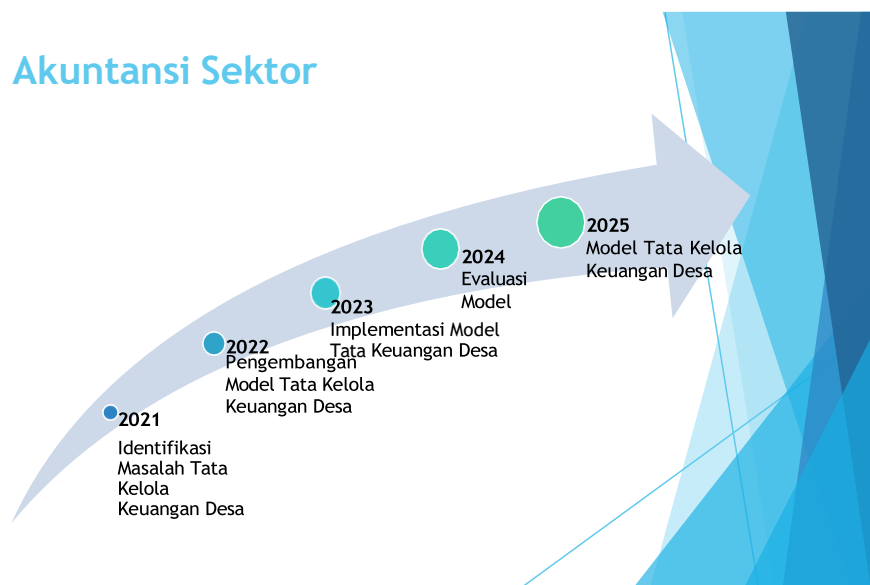 Akuntansi Sektor
2021
Identifikasi
Masalah Tata
Kelola
Keuangan Desa
2022
Pengembangan
Model Tata Kelola
Keuangan Desa
2023
Implementasi Model
Tata Keuangan Desa
2024
Evaluasi
Model
2025
Model Tata Kelola
Keuangan Desa